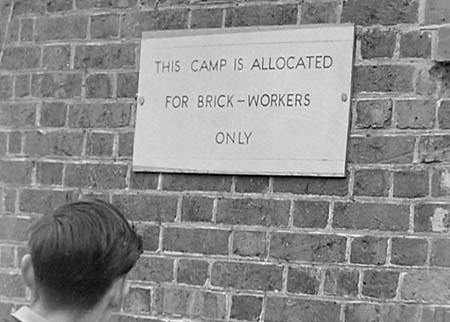 THIS CAMP IS ALLOCATED
FOR BRICK-WORKERS
ONLY